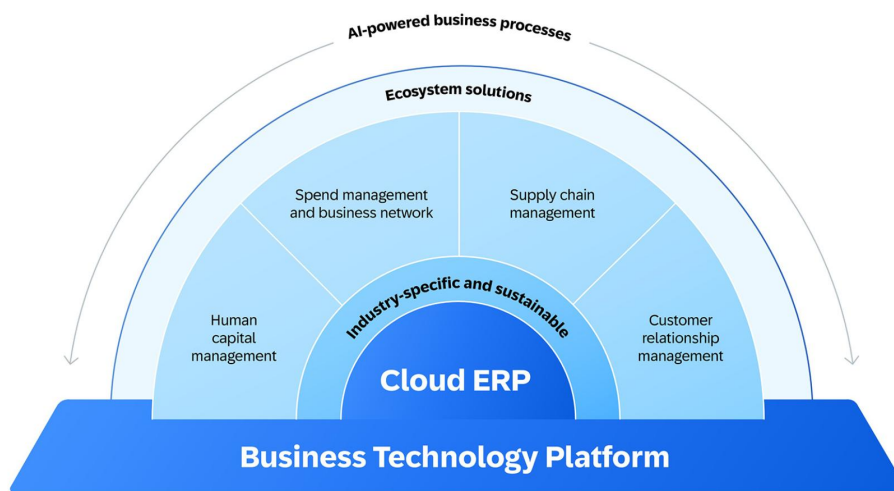 AI-powered business processes
Ecosystem solutions
Spend management
and business network
Supply chain
management
Human
capital
management
Industry-specific and sustainable
Customer
relationship
management
Cloud ERP
Business Technology Platform